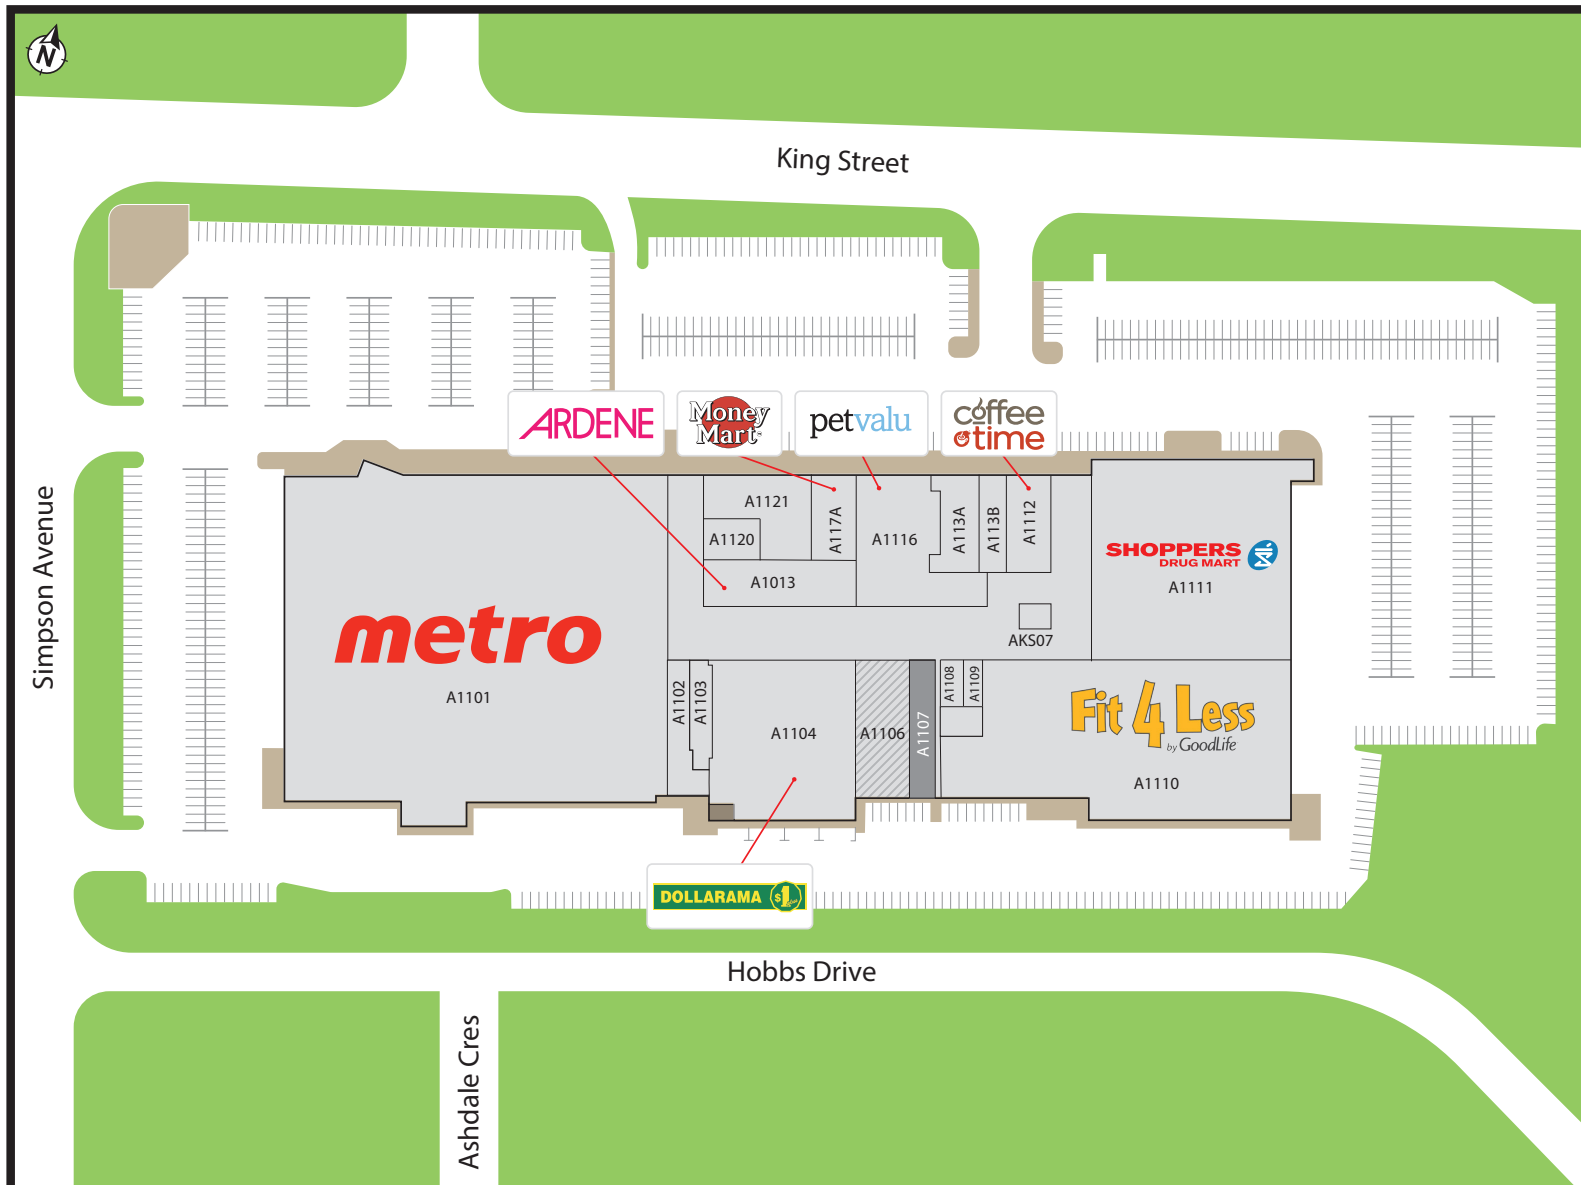 N
King Street
Simpson Avenue
ARDENE
Money
Mart
petvalu
coffee
time
A1121
A1120
A117A
A1116
A113A
A113B
A1112
A1013
SHOPPERS
DRUG MART
A1111
AKS07
metro
A1101
A1102
A1103
A1104
A1106
A1107
A1108
A1109
Fit 4 Less
by GoodLife
A1110
DOLLARAMA $1
Hobbs Drive
Ashdale Cres